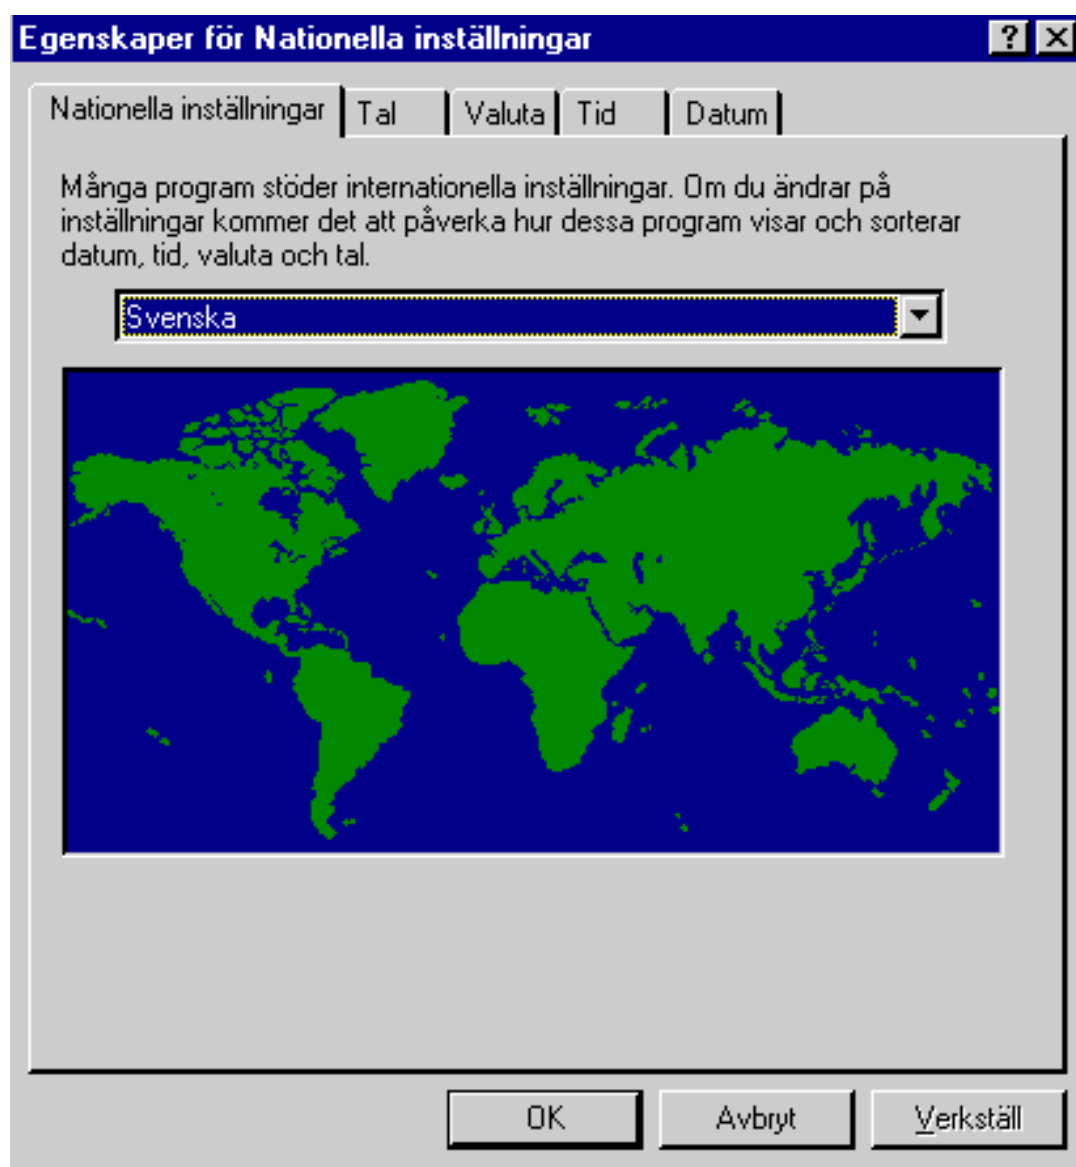 Egenskaper för Nationella inställningar
Nationella inställningar Tal Valuta Tid Datum
Många program stöder internationella inställningar. Om du ändrar på
inställningar kommer det att påverka hur dessa program visar och sorterar
datum, tid, valuta och tal.
Svenska
OK Avbryt Verkställ